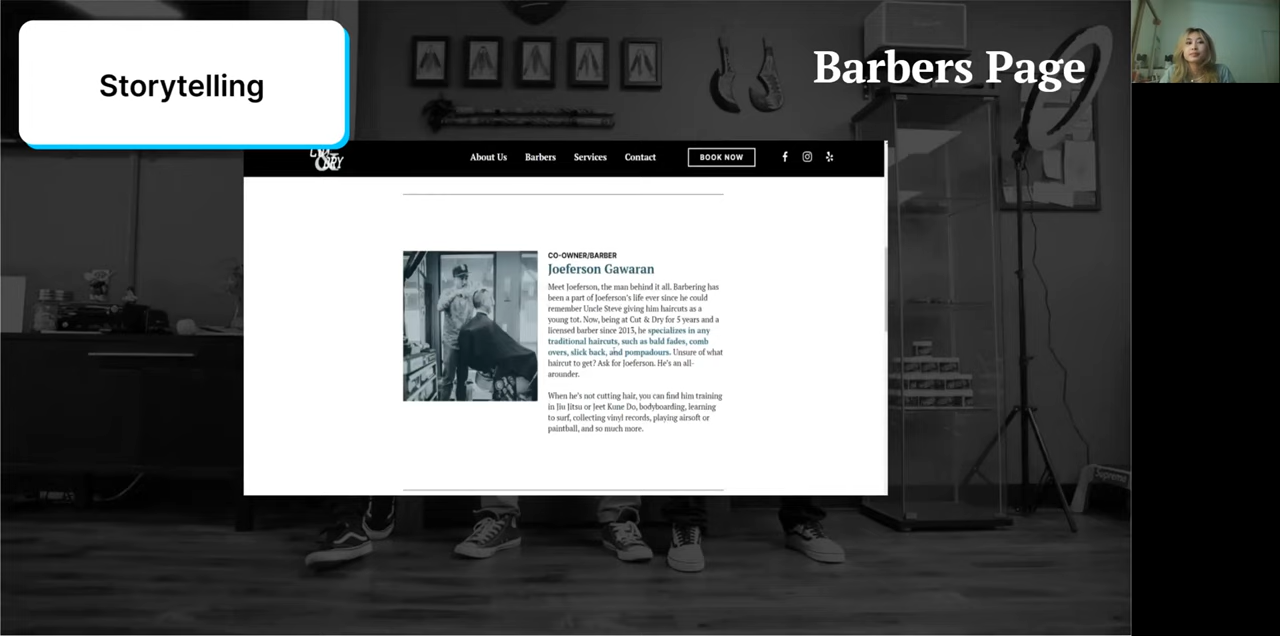 Storytelling
Barbers Page
About Us Barbers Services Contact BOOK NOW
CO-OWNER/BARBER
Joeferson Gawaran
Meet Joeferson, the man behind it all. Barbering has
been a part of Joeferson's life ever since he could
remember Uncle Steve giving him haircuts as a
young tot. Now, being at Cut & Dry for 5 years and a
licensed barber since 2013, he specializes in any
traditional haircuts, such as bald fades, comb
overs, slick back, and pompadours. Unsure of what
haircut to get? Ask for Joeferson. He's an all-
arounder.
When he's not cutting hair, you can find him training
in Jiu Jitsu or Jeet Kune Do, bodyboarding, learning
to surf, collecting vinyl records, playing airsoft or
paintball, and so much more.
Supreme